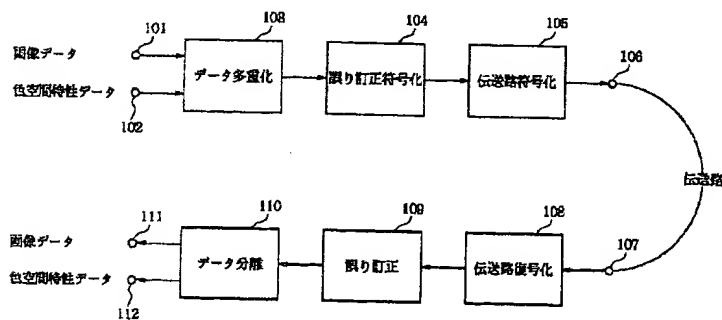 画像データ
101
色空間特性データ
102
103
データ多重化
104
誤り訂正符号化
105
伝送路符号化
106
伝送路
107
108
伝送路復号化
109
誤り訂正
110
データ分離
111
画像データ
112
色空間特性データ